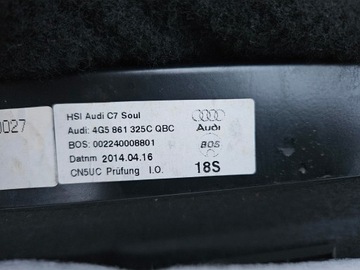 0027
HSI Audi C7 Soul
Audi: 4G5 861 325C QBC
Audi
BOS: 002240008801
BOS
Datnm 2014.04.16
CN5UC Prüfung I.O. 18S